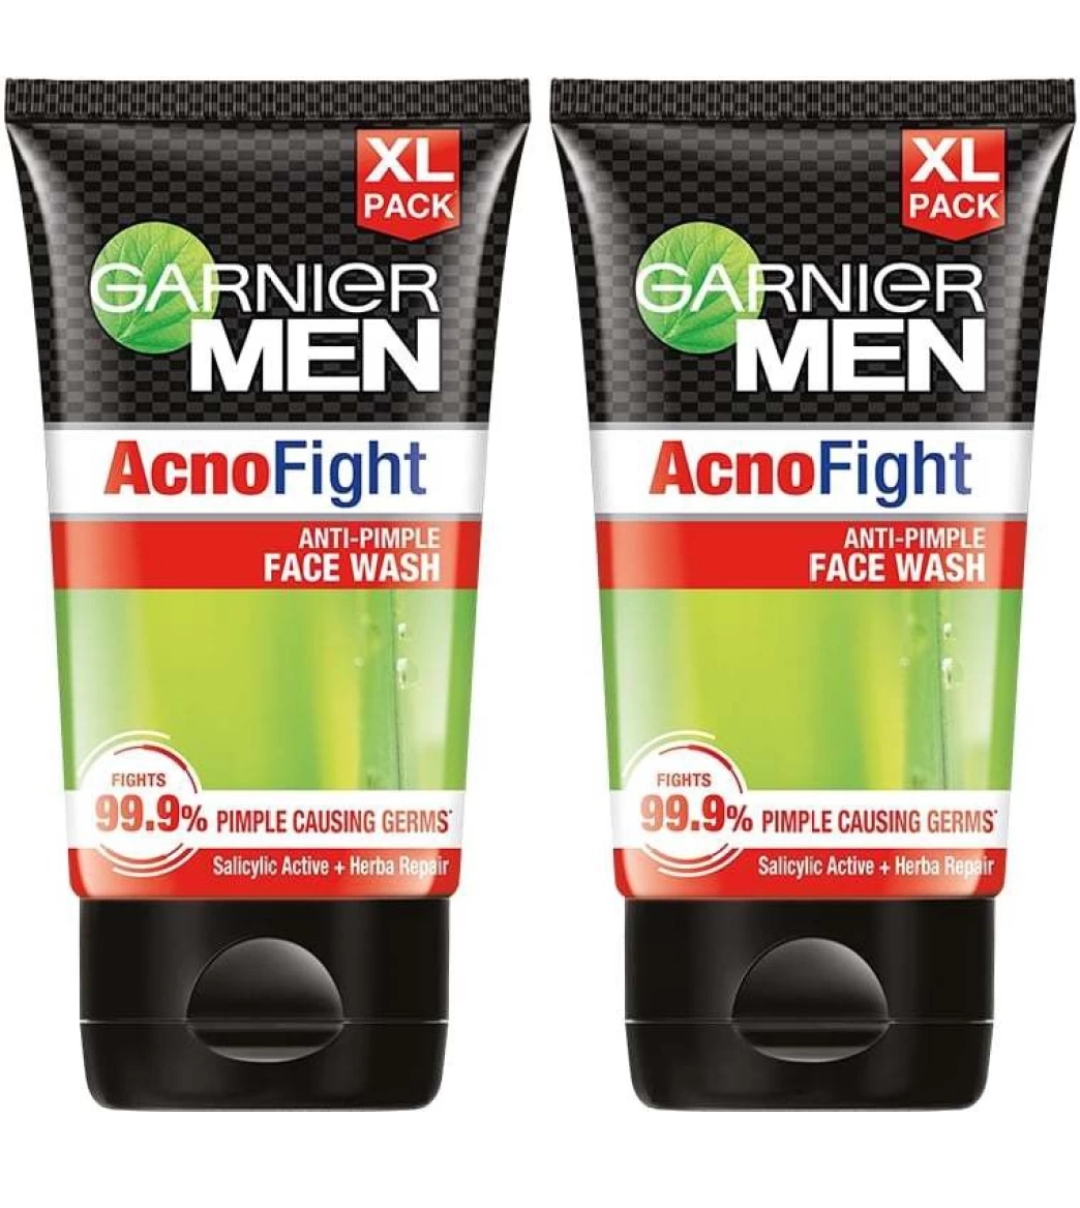 XL
PACK
GARNIER
MEN
AcnoFight
ANTI-PIMPLE
FACE WASH
FIGHTS
99.9% PIMPLE CAUSING GERMS*
Salicylic Active + Herba Repair
XL
PACK
GARNIER
MEN
AcnoFight
ANTI-PIMPLE
FACE WASH
FIGHTS
99.9% PIMPLE CAUSING GERMS*
Salicylic Active + Herba Repair